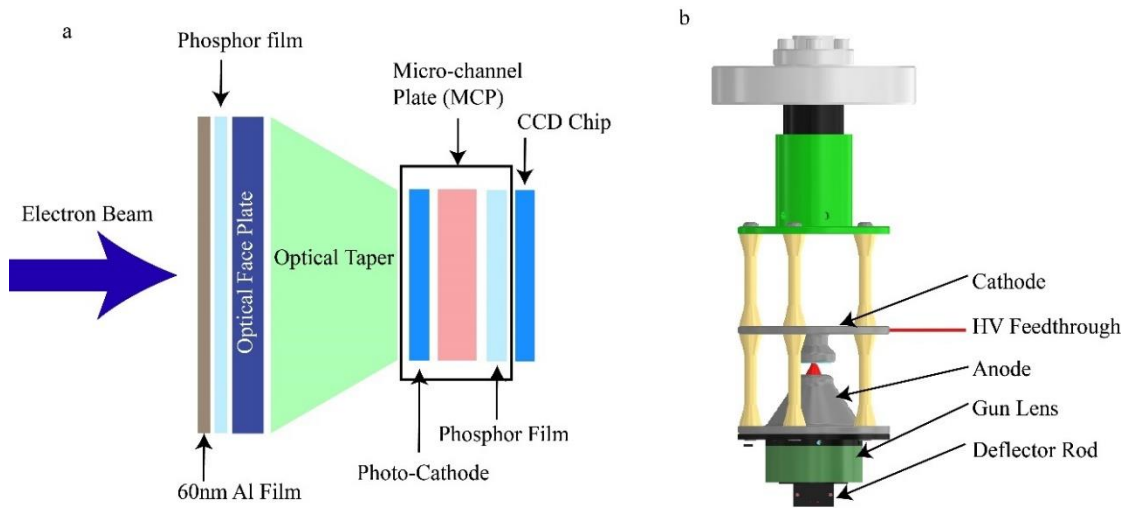 a
Phosphor film
Micro-channel
Plate (MCP)
CCD Chip
Electron Beam
Optical Face Plate
Optical Taper
Phosphor Film
Photo-Cathode
60nm Al Film
b
Cathode
HV Feedthrough
Anode
Gun Lens
Deflector Rod